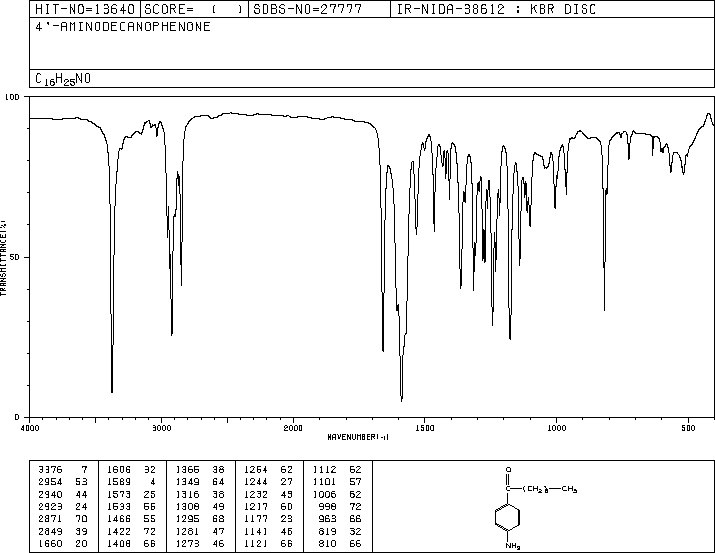 HIT-NO=13640 SCORE= ( ) SDBS-NO=27777 IR-NIDA-38612 : KBR DISC
4'-AMINODECANOPHENONE
C16H25NO
100
50
0
TRANSMITTANCE(%)
4000 3000 2000 1500 1000 500
WAVENUMBER(-1)
3376 7 1606 32 1366 38 1264 62 1112 62
2954 53 1589 4 1349 64 1244 27 1101 57
2940 44 1573 25 1316 38 1232 43 1006 62
2923 24 1533 55 1308 49 1217 60 998 72
2871 70 1466 55 1295 68 1177 23 963 66
2849 39 1422 72 1281 47 1141 46 819 32
1660 20 1408 66 1273 46 1121 66 810 66
O
C (CH2)8 CH3
NH2